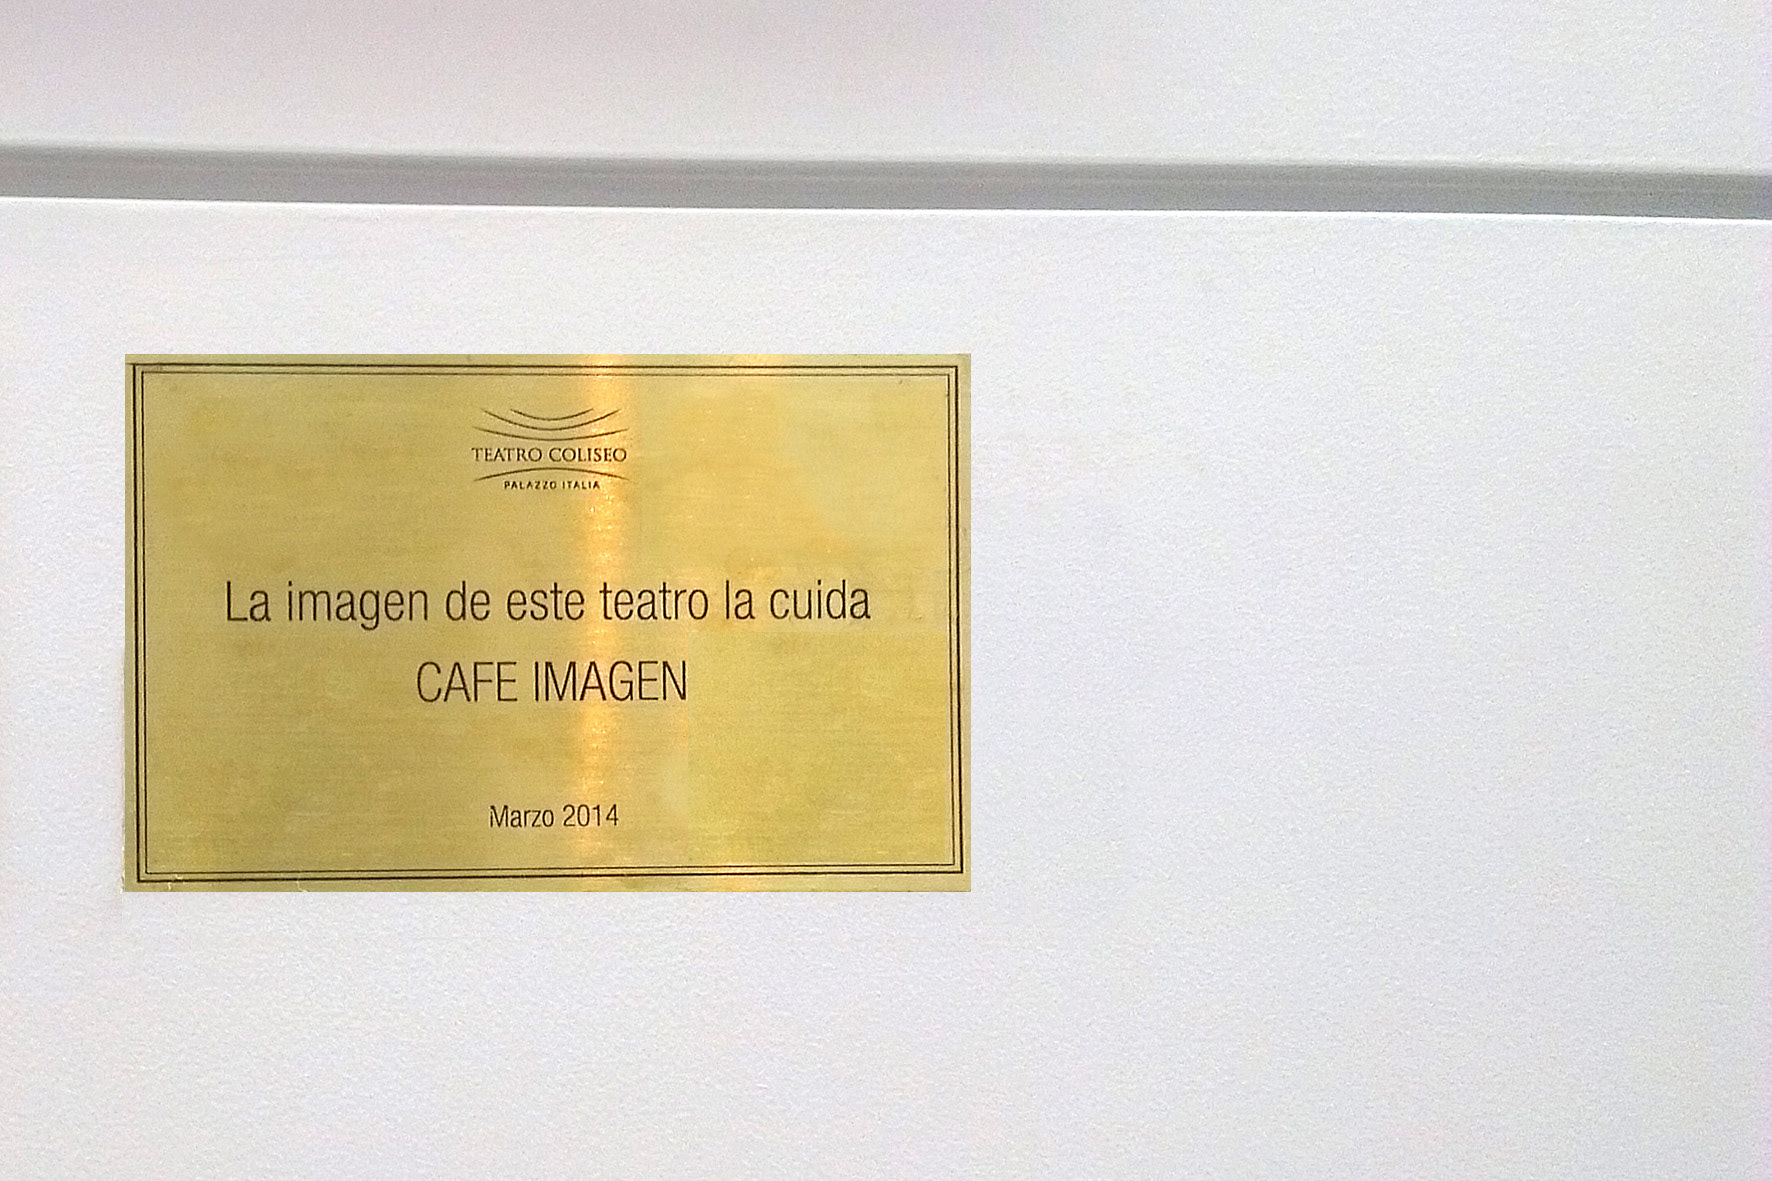 TEATRO COLISEO
PALAZZO ITALIA
La imagen de este teatro la cuida
CAFE IMAGEN
Marzo 2014